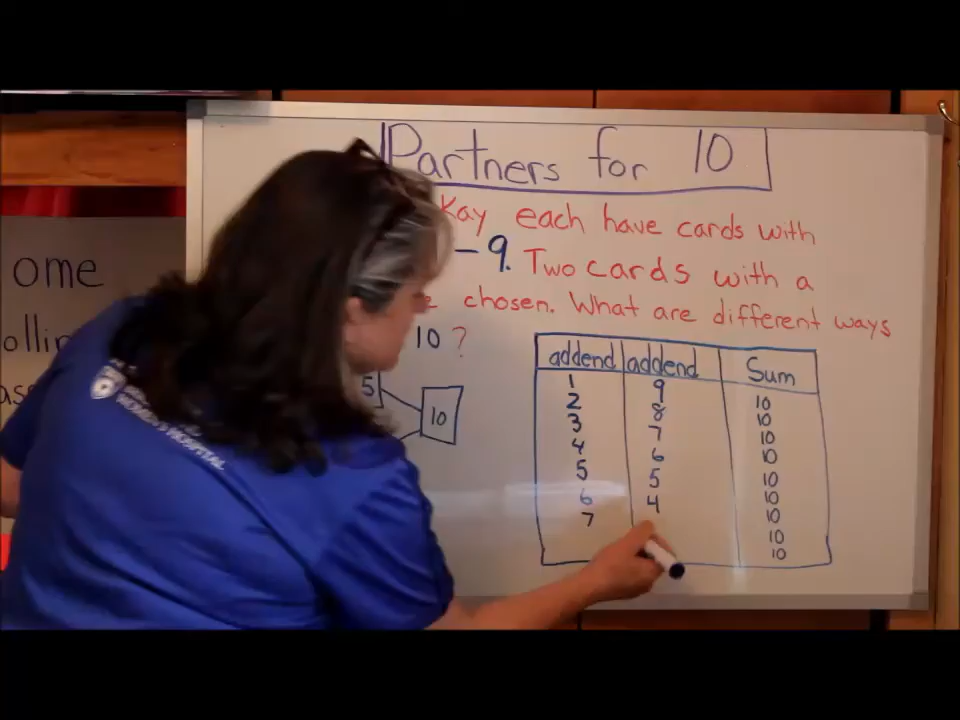 Partners for 10
Kay each have cards with
- 9. Two cards with a
chosen. What are different ways
10 ?
ome
addend addend Sum
1 9 10
2 8 10
3 7 10
4 6 10
5 5 10
6 4 10
7 10
10
10
5
10
HOSPITAL